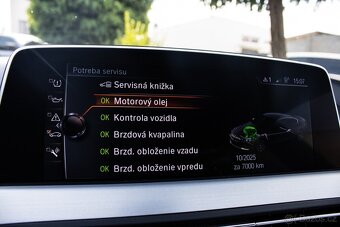 Potreba servisu
1 15:07
Servisná knižka
OK Motorový olej
OK Kontrola vozidla
OK Brzdová kvapalina
OK Brzd. obloženie vzadu
OK Brzd. obloženie vpredu
10/2025
za 7000 km